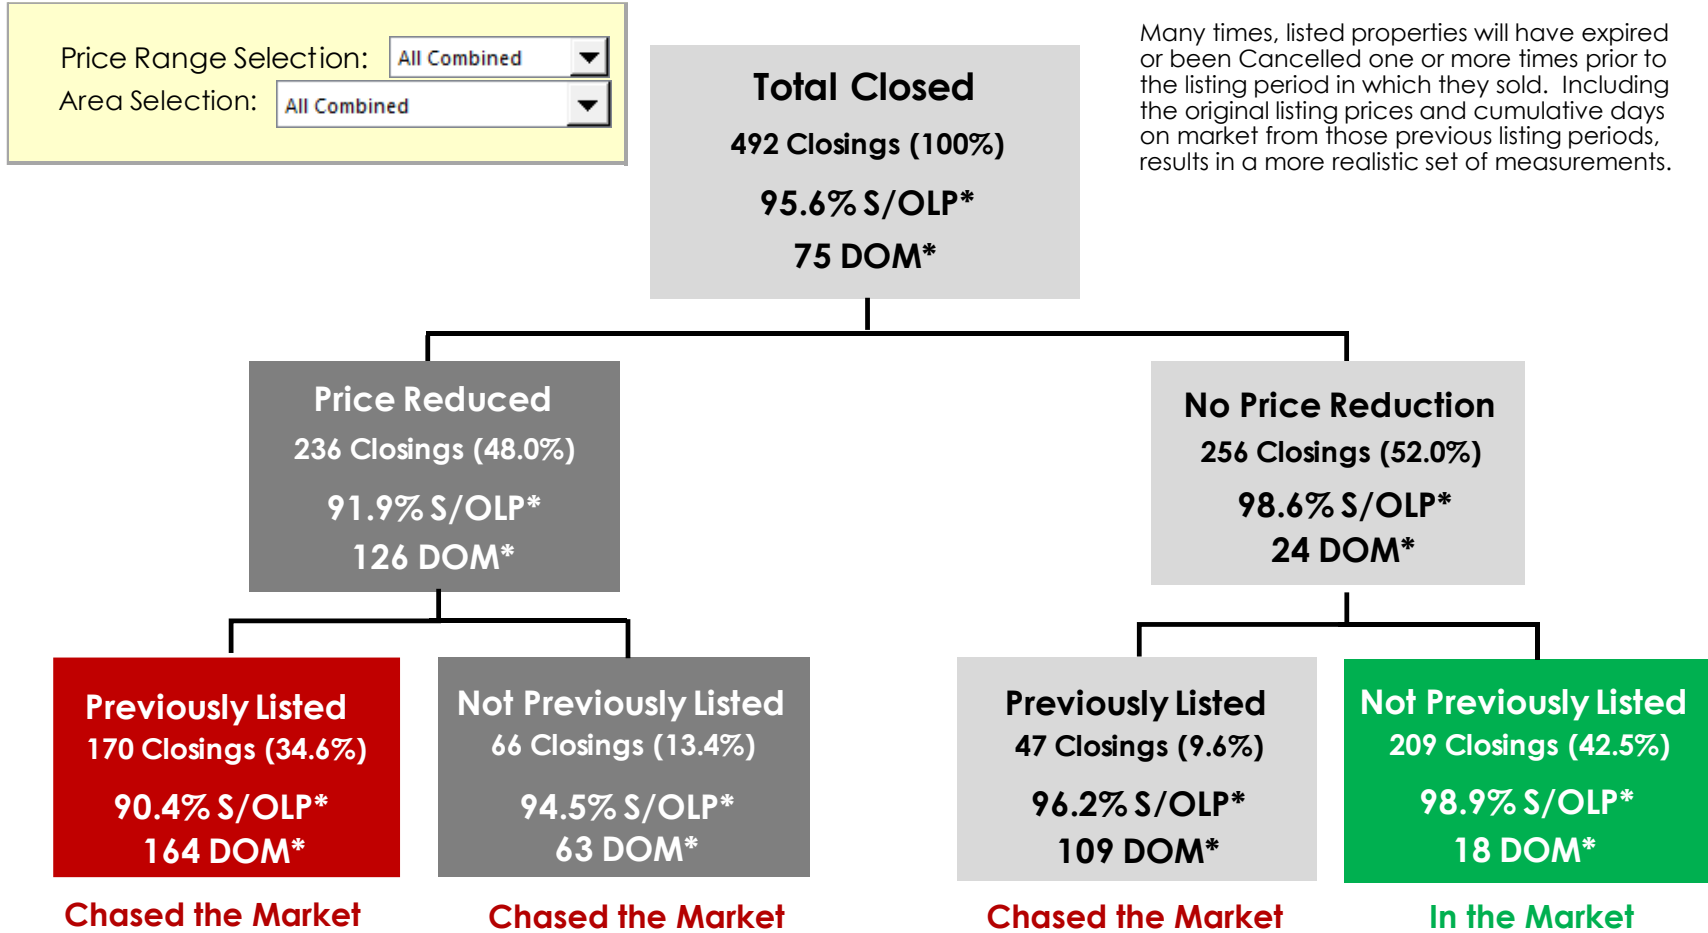 Price Range Selection: All Combined
Area Selection: All Combined
Many times, listed properties will have expired
or been Cancelled one or more times prior to
the listing period in which they sold.  Including
the original listing prices and cumulative days
on market from those previous listing periods,
results in a more realistic set of measurements.
Total Closed
492 Closings (100%)
95.6% S/OLP*
75 DOM*
Price Reduced
236 Closings (48.0%)
91.9% S/OLP*
126 DOM*
No Price Reduction
256 Closings (52.0%)
98.6% S/OLP*
24 DOM*
Previously Listed
170 Closings (34.6%)
90.4% S/OLP*
164 DOM*
Chased the Market
Not Previously Listed
66 Closings (13.4%)
94.5% S/OLP*
63 DOM*
Chased the Market
Previously Listed
47 Closings (9.6%)
96.2% S/OLP*
109 DOM*
Chased the Market
Not Previously Listed
209 Closings (42.5%)
98.9% S/OLP*
18 DOM*
In the Market